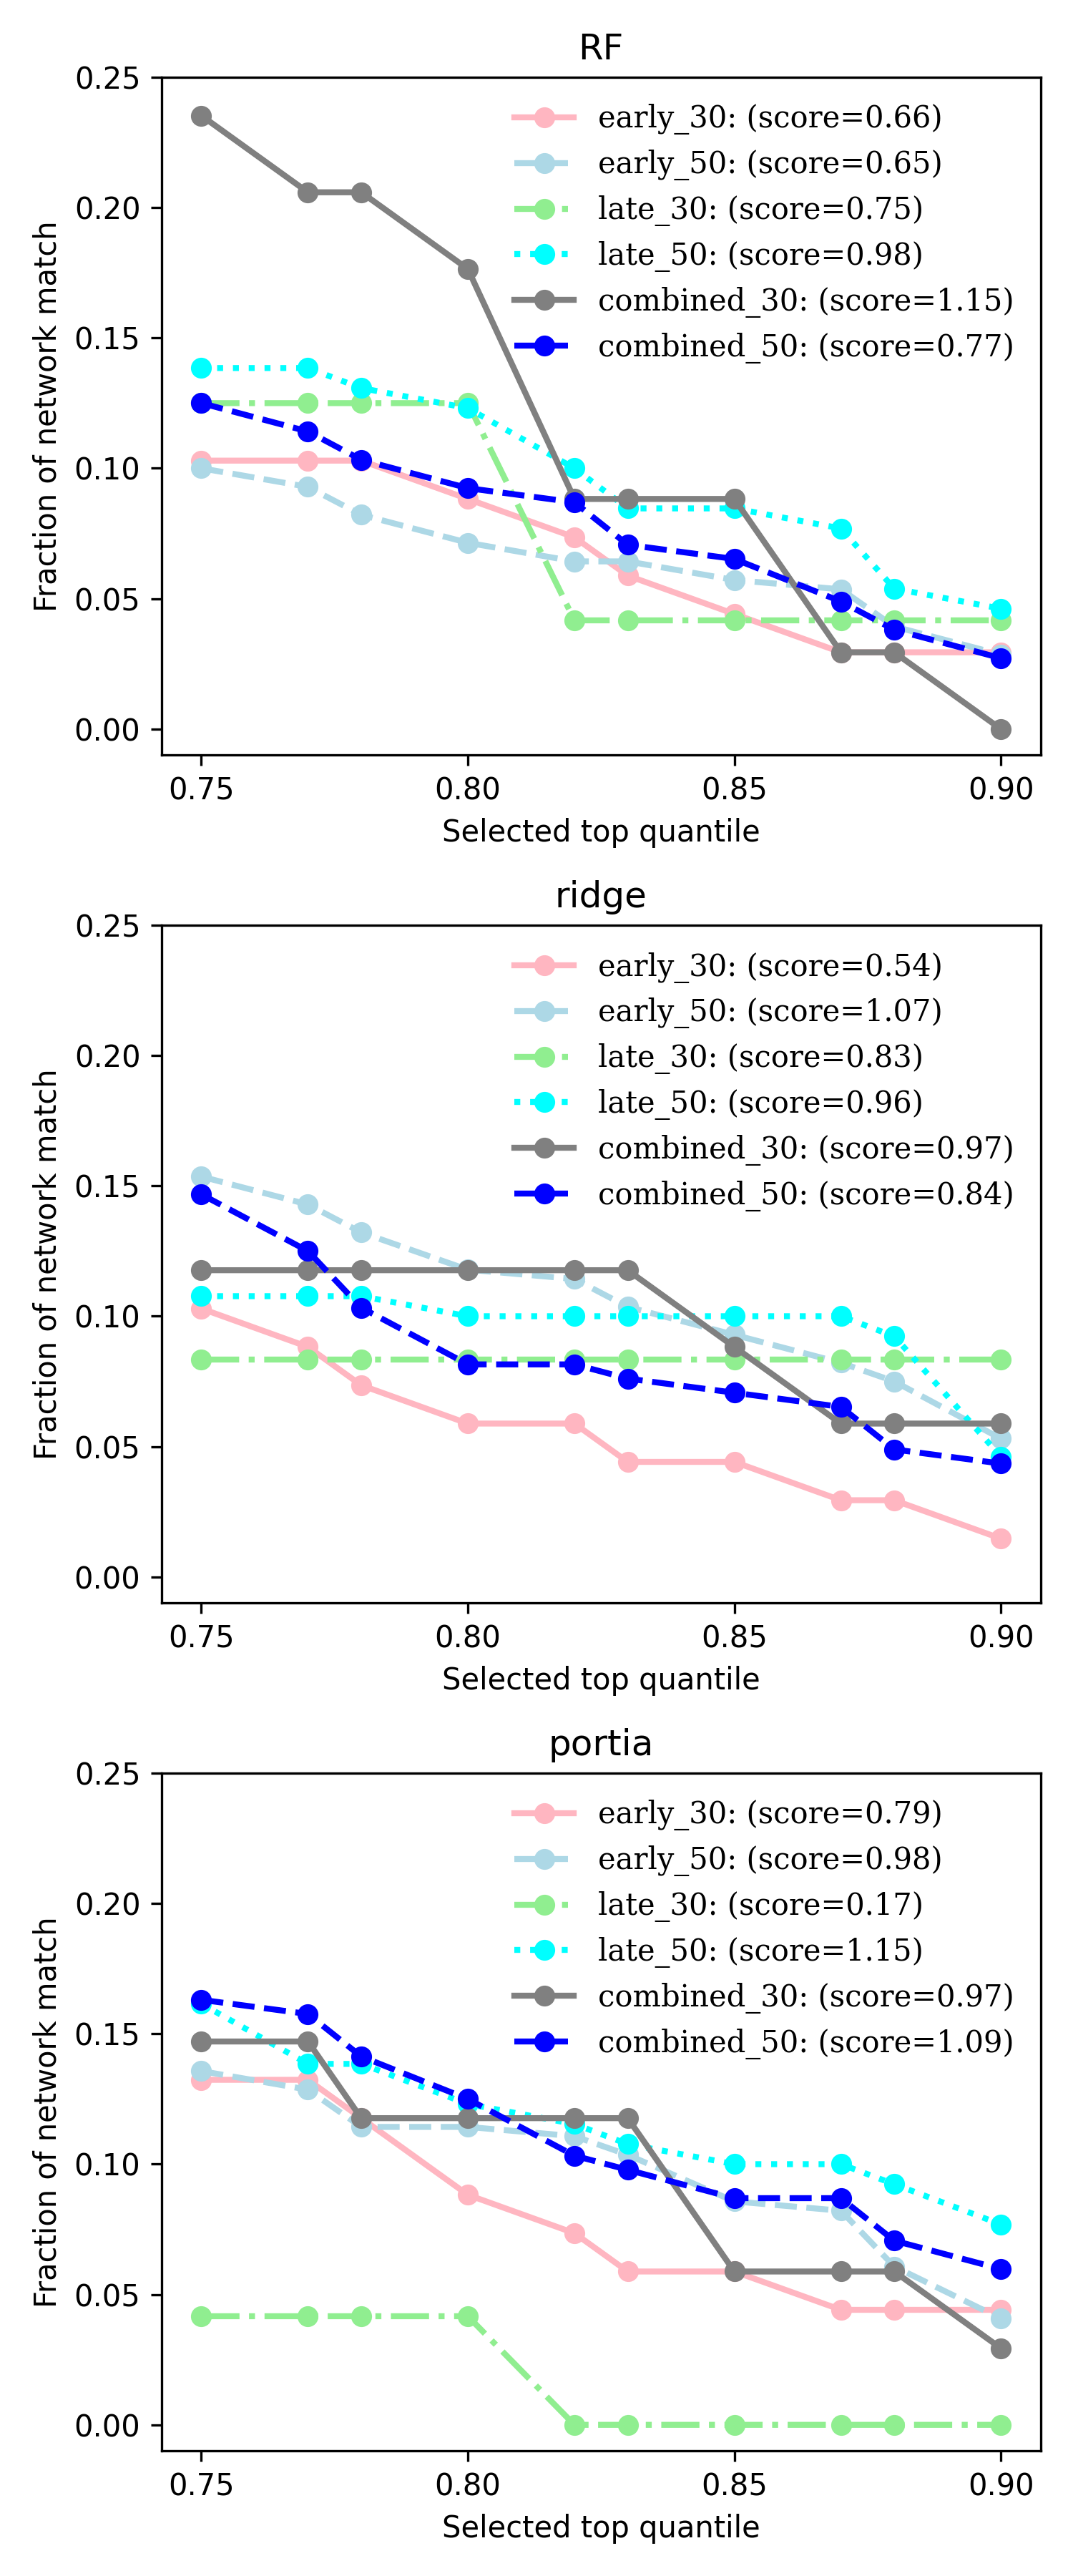 RF
0.25
0.20
0.15
0.10
0.05
0.00
Fraction of network match
early_30: (score=0.66)
early_50: (score=0.65)
late_30: (score=0.75)
late_50: (score=0.98)
combined_30: (score=1.15)
combined_50: (score=0.77)
0.75 0.80 0.85 0.90
Selected top quantile
ridge
0.25
0.20
0.15
0.10
0.05
0.00
Fraction of network match
early_30: (score=0.54)
early_50: (score=1.07)
late_30: (score=0.83)
late_50: (score=0.96)
combined_30: (score=0.97)
combined_50: (score=0.84)
0.75 0.80 0.85 0.90
Selected top quantile
portia
0.25
0.20
0.15
0.10
0.05
0.00
Fraction of network match
early_30: (score=0.79)
early_50: (score=0.98)
late_30: (score=0.17)
late_50: (score=1.15)
combined_30: (score=0.97)
combined_50: (score=1.09)
0.75 0.80 0.85 0.90
Selected top quantile